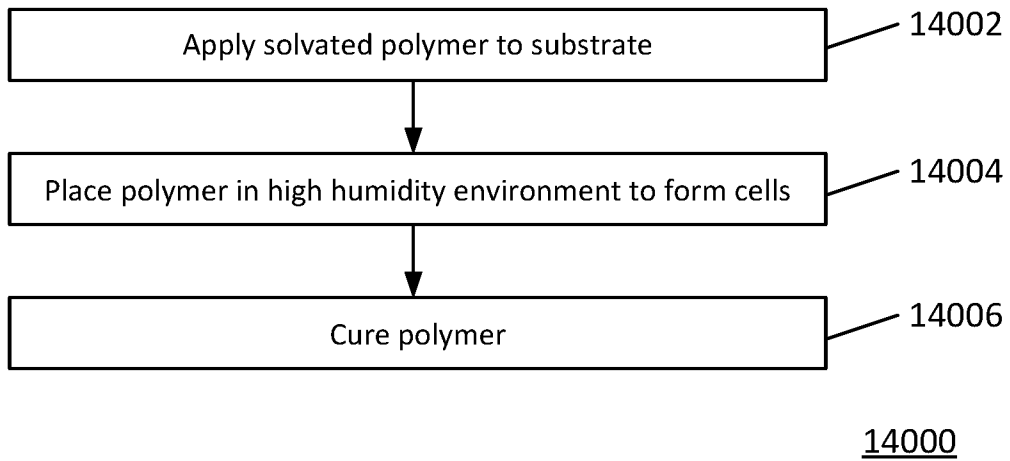 Apply solvated polymer to substrate
14002
Place polymer in high humidity environment to form cells
14004
Cure polymer
14006
14000